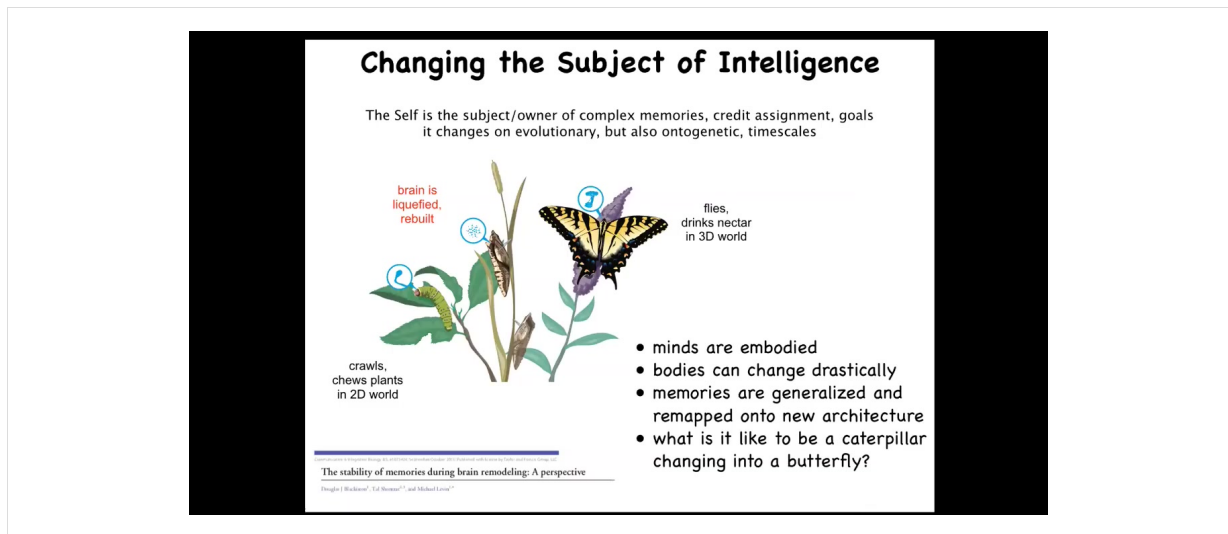 Changing the Subject of Intelligence
The Self is the subject/owner of complex memories, credit assignment, goals
it changes on evolutionary, but also ontogenetic, timescales
brain is
liquefied,
rebuilt
flies,
drinks nectar
in 3D world
crawls,
chews plants
in 2D world
• minds are embodied
• bodies can change drastically
• memories are generalized and
remapped onto new architecture
• what is it like to be a caterpillar
changing into a butterfly?
The stability of memories during brain remodeling: A perspective
Douglas J Blackiston, Tal Shomrat, and Michael Levin